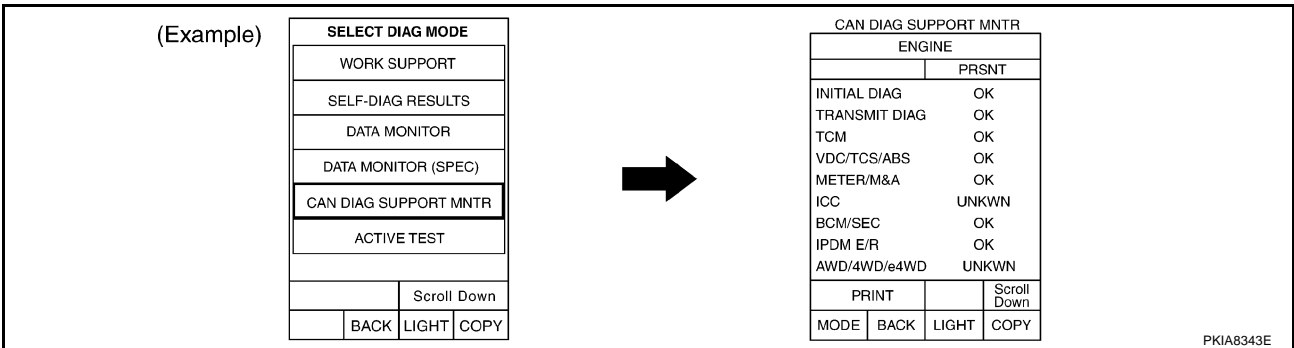 (Example)
SELECT DIAG MODE
WORK SUPPORT
SELF-DIAG RESULTS
DATA MONITOR
DATA MONITOR (SPEC)
CAN DIAG SUPPORT MNTR
ACTIVE TEST
Scroll Down
BACK LIGHT COPY
CAN DIAG SUPPORT MNTR
ENGINE
PRSNT
INITIAL DIAG OK
TRANSMIT DIAG OK
TCM OK
VDC/TCS/ABS OK
METER/M&A OK
ICC UNKWN
BCM/SEC OK
IPDM E/R OK
AWD/4WD/e4WD UNKWN
PRINT Scroll
Down
MODE BACK LIGHT COPY
PKIA8343E